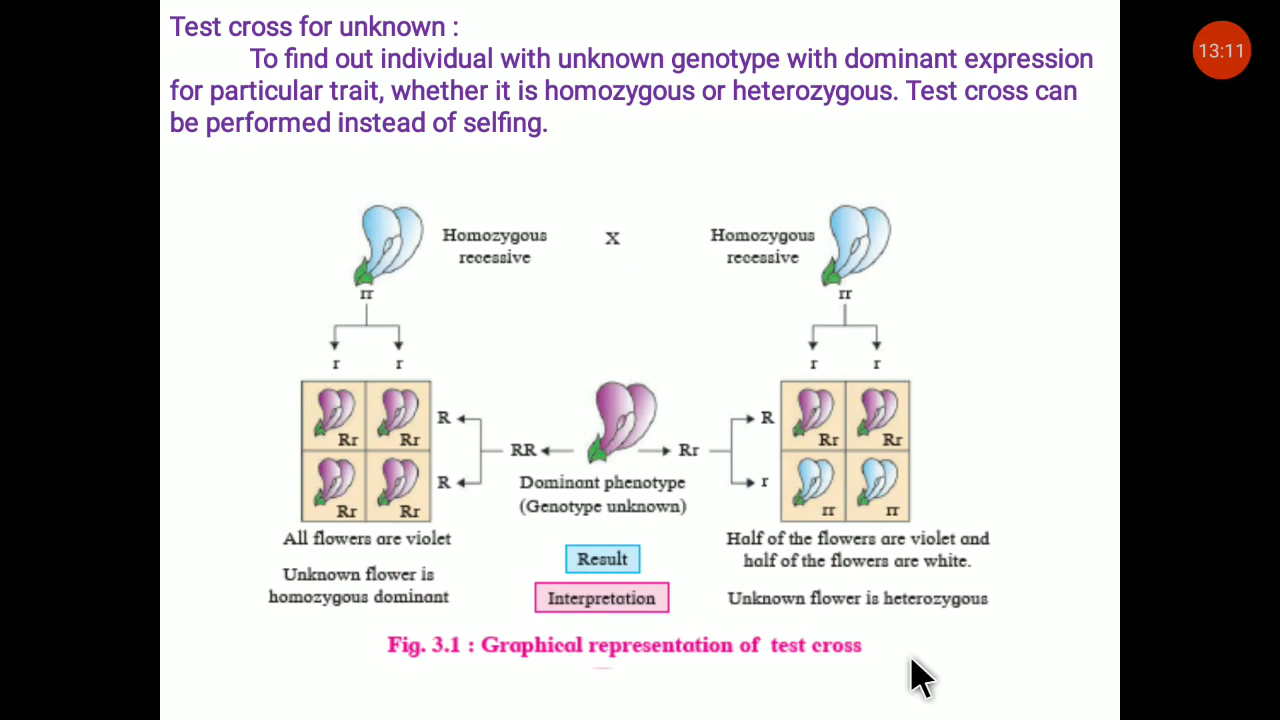 Test cross for unknown :
To find out individual with unknown genotype with dominant expression
for particular trait, whether it is homozygous or heterozygous. Test cross can
be performed instead of selfing.
13:11
Homozygous
recessive
X
Homozygous
recessive
rr
rr
r r
r r
Rr Rr
Rr Rr
R
R
RR
Rr
R
r
Rr Rr
rr rr
Dominant phenotype
(Genotype unknown)
All flowers are violet
Half of the flowers are violet and
half of the flowers are white.
Result
Unknown flower is
homozygous dominant
Interpretation
Unknown flower is heterozygous
Fig. 3.1 : Graphical representation of test cross